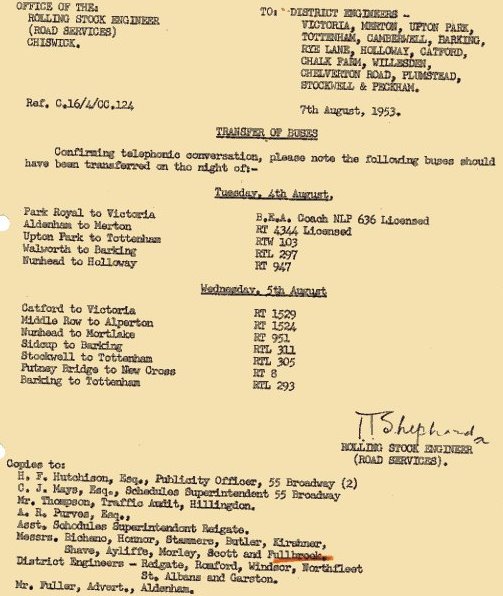 OFFICE OF THE:
ROLLING STOCK ENGINEER
(ROAD SERVICES)
CHISWICK.
TO: DISTRICT ENGINEERS -
VICTORIA, MERTON, UPTON PARK,
TOTTENHAM, CAMBERWELL, BARKING,
RYE LANE, HOLLOWAY, CATFORD,
CHALK FARM, WILLESDEN,
CHELVERTON ROAD, PLUMSTEAD,
STOCKWELL & PECKHAM.
Ref. C.16/4/CC.124
7th August, 1953.
TRANSFER OF BUSES
Confirming telephonic conversation, please note the following buses should
have been transferred on the night of:-
Tuesday, 4th August,
Park Royal to Victoria B.E.A. Coach NLP 636 Licensed
Aldenham to Merton RT 4344 Licensed
Upton Park to Tottenham RTW 103
Walworth to Barking RTL 297
Nunhead to Holloway RT 947
Wednesday, 5th August
Catford to Victoria RT 1529
Middle Row to Alperton RT 1524
Nunhead to Mortlake RT 951
Sidcup to Barking RTL 311
Stockwell to Tottenham RTL 305
Putney Bridge to New Cross RT 8
Barking to Tottenham RTL 293
ROLLING STOCK ENGINEER
(ROAD SERVICES).
Copies to:
H. F. Hutchison, Esq., Publicity Officer, 55 Broadway (2)
C. J. Mays, Esq., Schedules Superintendent 55 Broadway
Mr. Thompson, Traffic Audit, Hillingdon.
A. R. Purves, Esq.,
Asst. Schedules Superintendent Reigate.
Messrs. Bichano, Honnor, Stammers, Butler, Kirshner,
Shave, Ayliffe, Morley, Scott and Fullbrook.
District Engineers - Reigate, Romford, Windsor, Northfleet
St. Albans and Garston.
Mr. Fuller, Advert., Aldenham.